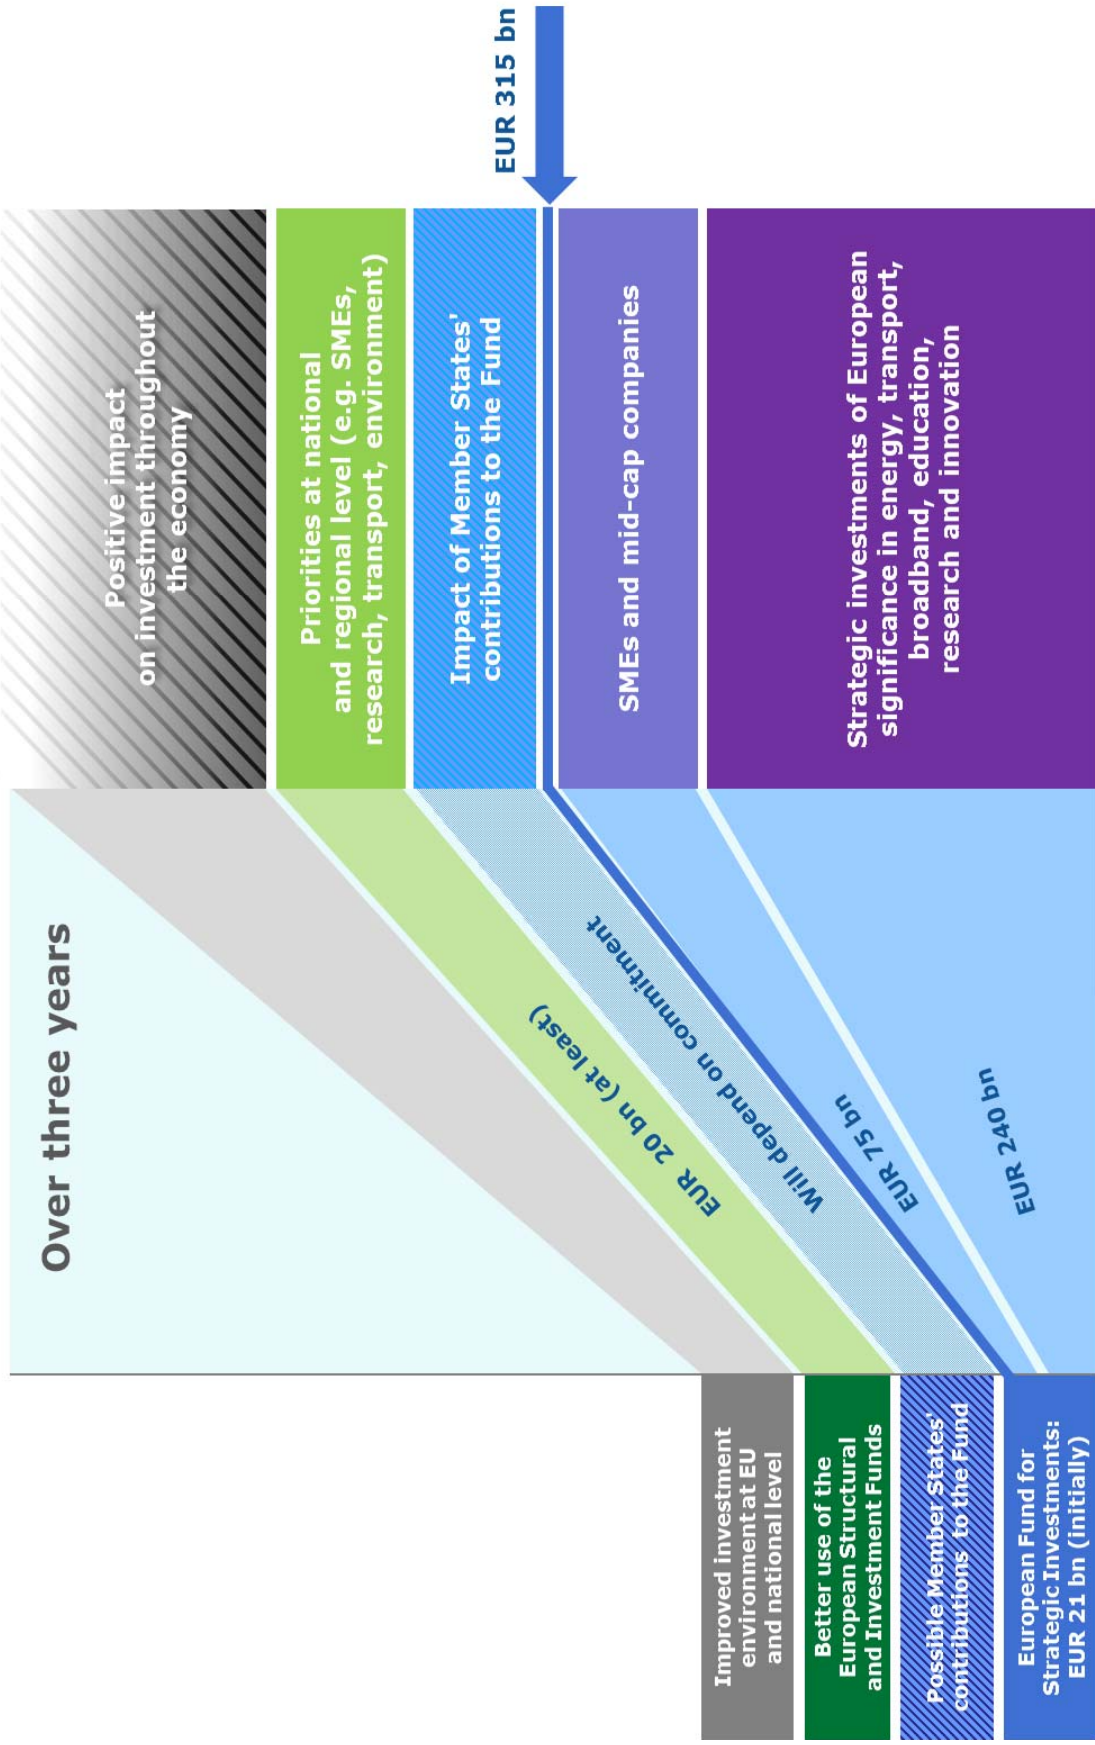 Over three years
Improved investment
environment at EU
and national level
Better use of the
European Structural
and Investment Funds
Possible Member States'
contributions to the Fund
European Fund for
Strategic Investments:
EUR 21 bn (initially)
EUR 20 bn (at least)
Will depend on commitment
EUR 75 bn
EUR 240 bn
Positive impact
on investment throughout
the economy
Priorities at national
and regional level (e.g. SMEs,
research, transport, environment)
Impact of Member States'
contributions to the Fund
SMEs and mid-cap companies
Strategic investments of European
significance in energy, transport,
broadband, education,
research and innovation
EUR 315 bn